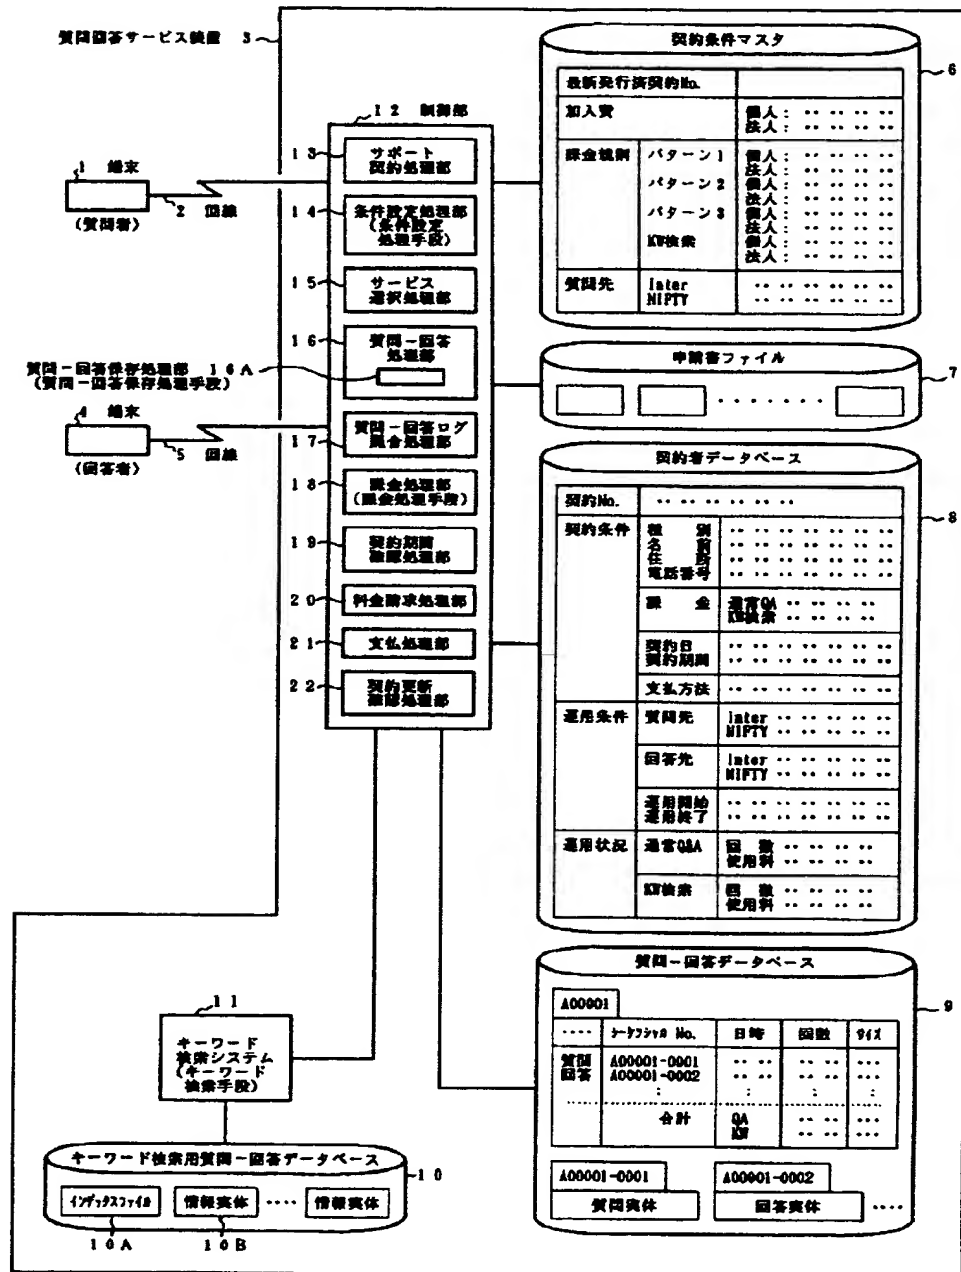 質問回答サービス装置 3
1 端末
(質問者)
2 回線
質問-回答保存処理部 16A
(質問-回答保存処理手段)
4 端末
(回答者)
5 回線
12 制御部
13
サポート
契約処理部
14
条件設定処理部
(条件設定
処理手段)
15
サービス
選択処理部
16
質問-回答
処理部
17
質問-回答ログ
課金処理部
18
課金処理部
(課金処理手段)
19
契約期間
確認処理部
20
料金請求処理部
21
支払処理部
22
契約更新
確認処理部
契約条件マスタ
6
最新発行済契約No.
加入費
個人:
法人:
課金規則
パターン1
個人:
法人:
パターン2
個人:
法人:
パターン3
個人:
法人:
KW検索
個人:
法人:
質問先
Inter
NIFTY
申請書ファイル
7
契約者データベース
8
契約No.
契約条件
種別
名前
住所
電話番号
課金
通常QA
KW検索
契約日
契約期間
支払方法
運用条件
質問先
Inter
NIFTY
回答先
Inter
NIFTY
運用開始
運用終了
運用状況
通常Q&A
回数
使用料
KW検索
回数
使用料
質問-回答データベース
9
A00001
シーケンシャル No. 日時 回数 サイズ
質問 A00001-0001
回答 A00001-0002
合計
QA
KW
A00001-0001
質問実体
A00001-0002
回答実体
11
キーワード
検索システム
(キーワード
検索手段)
キーワード検索用質問-回答データベース
10
インデックスファイル
情報実体
情報実体
10A
10B